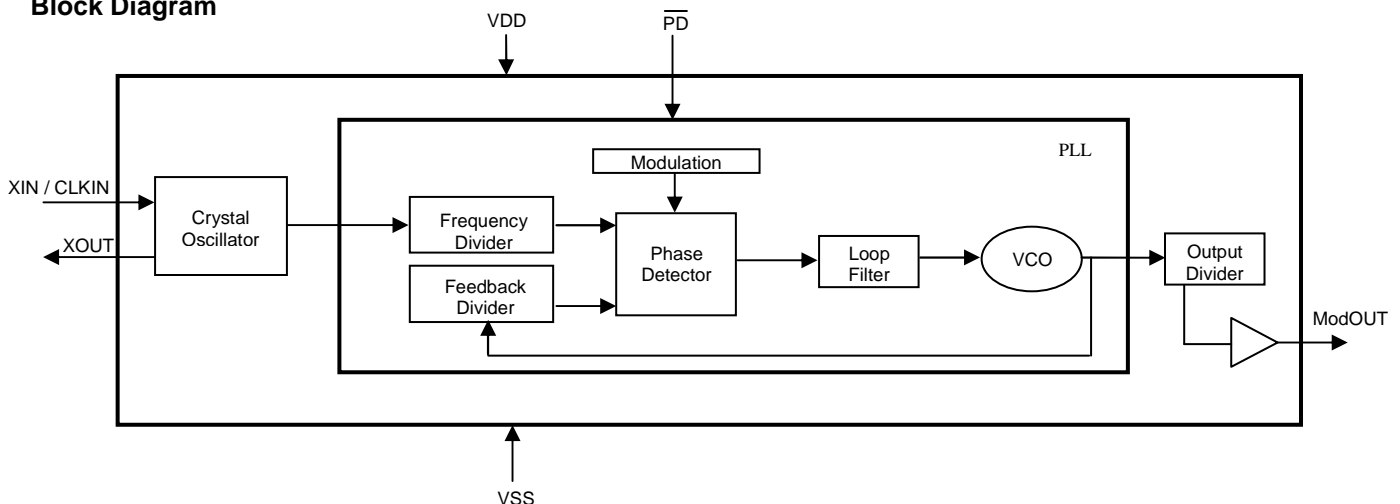 Block Diagram
VDD
PD
PLL
Modulation
XIN / CLKIN
Crystal
Oscillator
XOUT
Frequency
Divider
Feedback
Divider
Phase
Detector
Loop
Filter
VCO
Output
Divider
ModOUT
VSS